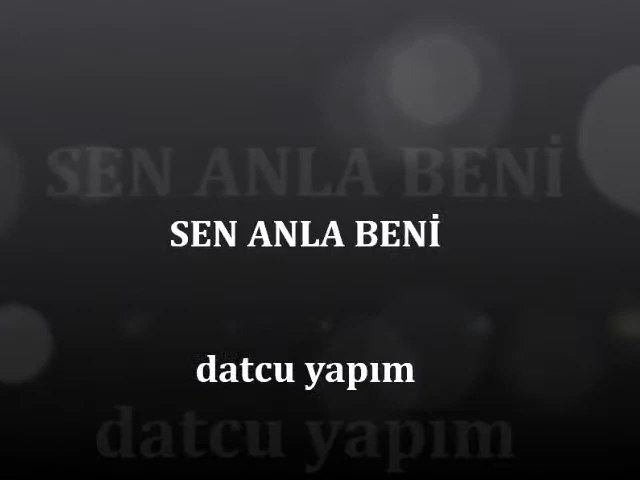 SEN ANLA BENİ
SEN ANLA BENİ
datcu yapım
datcu yapım